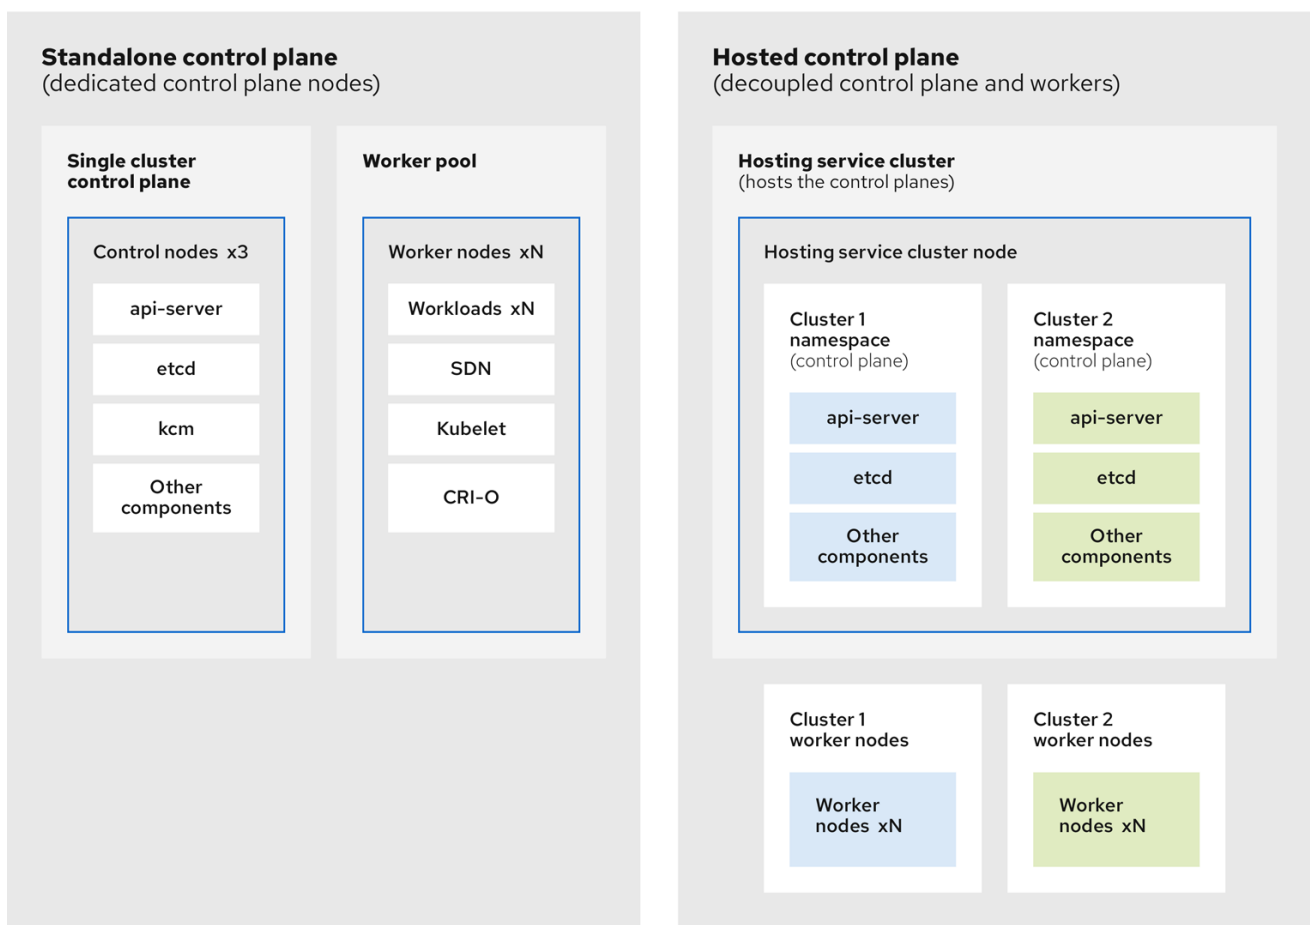 Standalone control plane
(dedicated control plane nodes)
Single cluster
control plane
Control nodes x3
api-server
etcd
kcm
Other
components
Worker pool
Worker nodes xN
Workloads xN
SDN
Kubelet
CRI-O
Hosted control plane
(decoupled control plane and workers)
Hosting service cluster
(hosts the control planes)
Hosting service cluster node
Cluster 1
namespace
(control plane)
api-server
etcd
Other
components
Cluster 2
namespace
(control plane)
api-server
etcd
Other
components
Cluster 1
worker nodes
Worker
nodes xN
Cluster 2
worker nodes
Worker
nodes xN